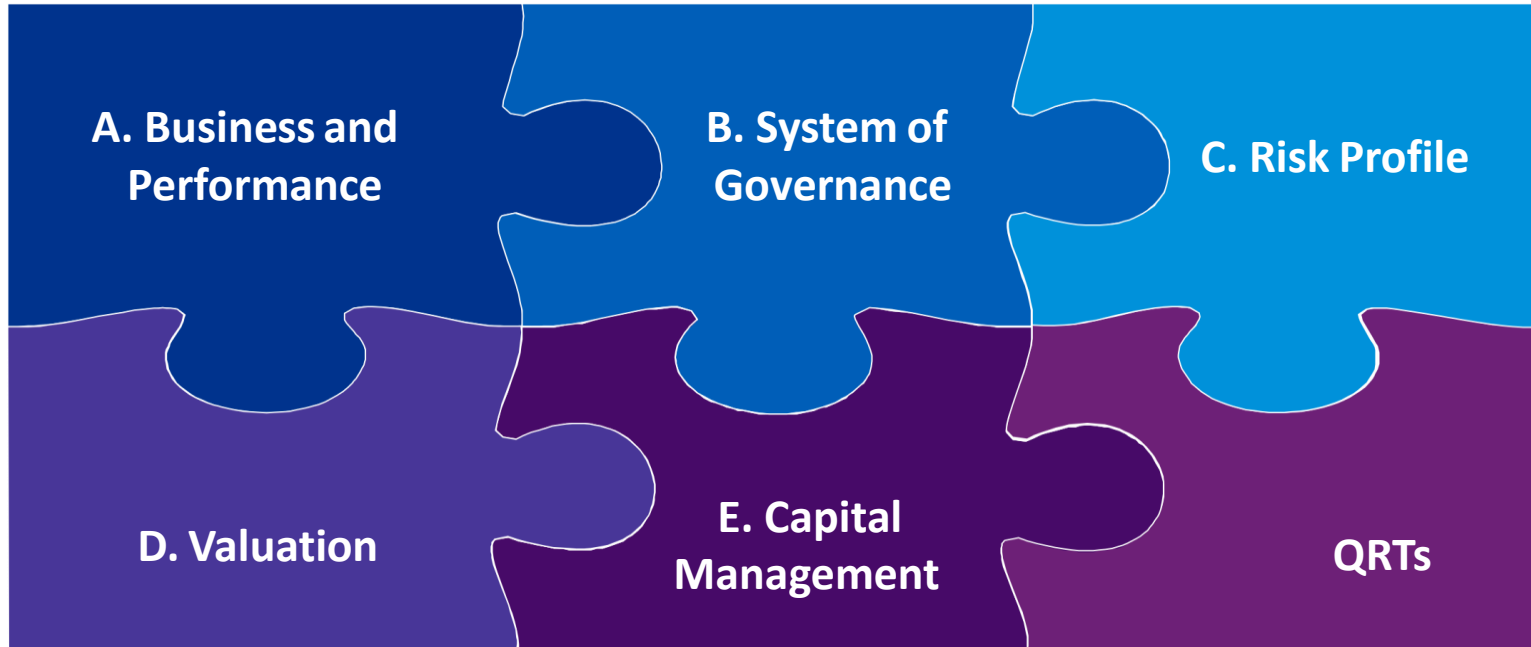 A. Business and
Performance
B. System of
Governance
C. Risk Profile
D. Valuation
E. Capital
Management
QRTs